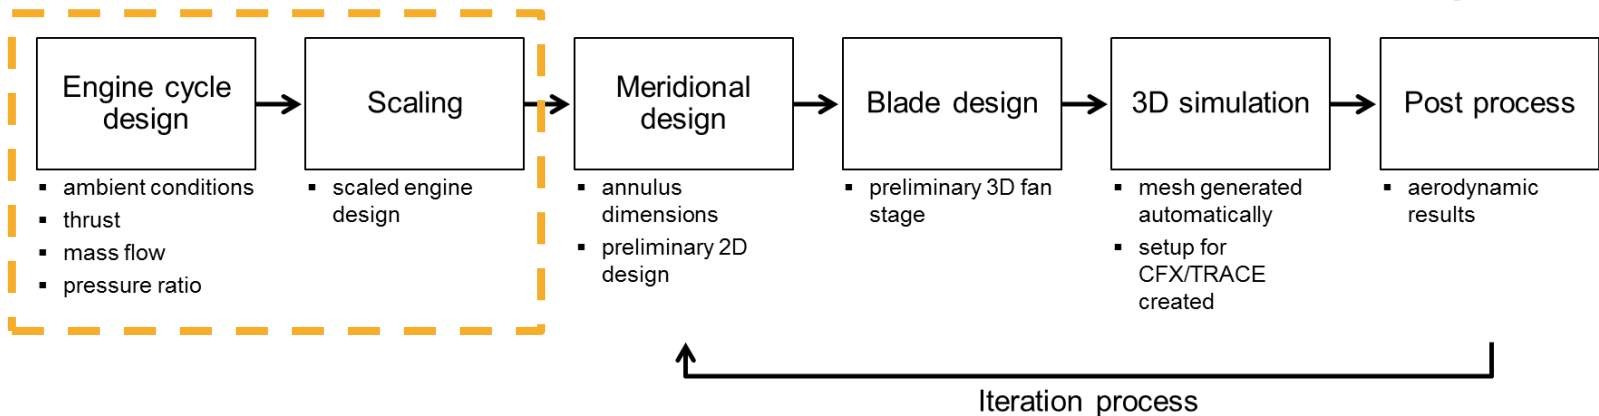 Engine cycle
design
Scaling
Meridional
design
Blade design
3D simulation
Post process
▪ ambient conditions
▪ thrust
▪ mass flow
▪ pressure ratio
▪ scaled engine
design
▪ annulus
dimensions
▪ preliminary 2D
design
▪ preliminary 3D fan
stage
▪ mesh generated
automatically
▪ setup for
CFX/TRACE
created
▪ aerodynamic
results
Iteration process